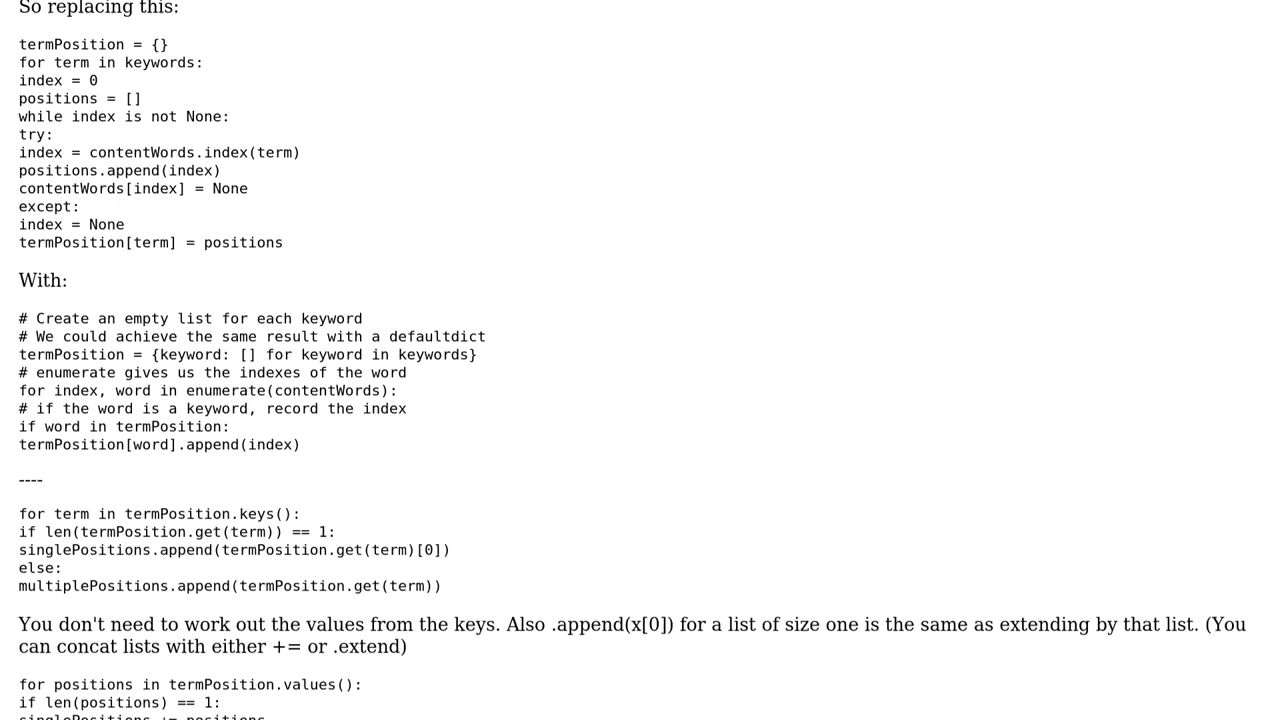 So replacing this:
termPosition = {}
for term in keywords:
index = 0
positions = []
while index is not None:
try:
index = contentWords.index(term)
positions.append(index)
contentWords[index] = None
except:
index = None
termPosition[term] = positions
With:
# Create an empty list for each keyword
# We could achieve the same result with a defaultdict
termPosition = {keyword: [] for keyword in keywords}
# enumerate gives us the indexes of the word
for index, word in enumerate(contentWords):
# if the word is a keyword, record the index
if word in termPosition:
termPosition[word].append(index)
----
for term in termPosition.keys():
if len(termPosition.get(term)) == 1:
singlePositions.append(termPosition.get(term)[0])
else:
multiplePositions.append(termPosition.get(term))
You don't need to work out the values from the keys. Also .append(x[0]) for a list of size one is the same as extending by that list. (You
can concat lists with either += or .extend)
for positions in termPosition.values():
if len(positions) == 1:
singlePositions += positions